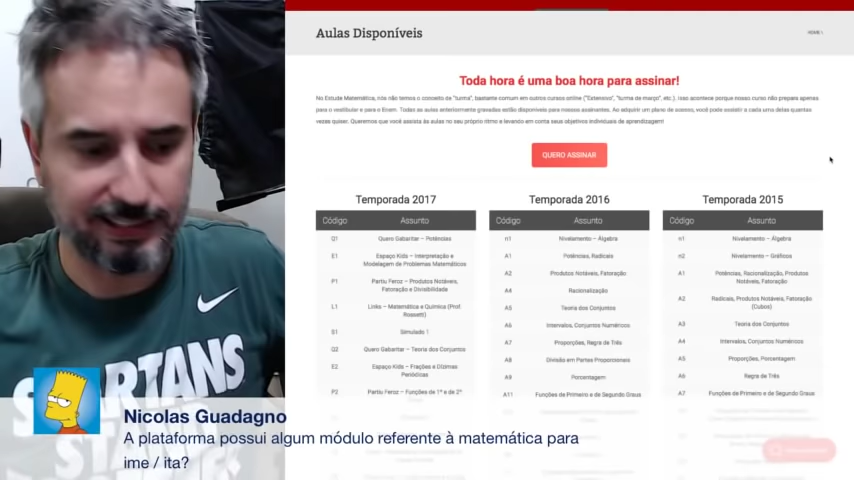 Aulas Disponíveis
HOME \
Toda hora é uma boa hora para assinar!
No Estude Matemática, nós não temos o conceito de "turma", bastante comum em outros cursos online ("Extensivo", "turma de março", etc.). Isso acontece porque nosso curso não prepara apenas
para o vestibular e para o Enem. Todas as aulas anteriormente gravadas estão disponíveis para nossos assinantes. Ao adquirir um plano de acesso, você pode assistir a cada uma delas quantas
vezes quiser. Queremos que você assista às aulas no seu próprio ritmo e levando em conta seus objetivos individuais de aprendizagem!
QUERO ASSINAR
Temporada 2017
Código Assunto
Q1 Quero Gabaritar – Potências
E1 Espaço Kids – Interpretação e
Modelagem de Problemas Matemáticos
P1 Partiu Feroz – Produtos Notáveis,
Fatoração e Divisibilidade
L1 Links – Matemática e Química (Prof.
Rossetti)
S1 Simulado 1
Q2 Quero Gabaritar – Teoria dos Conjuntos
E2 Espaço Kids – Frações e Dízimas
Periódicas
P2 Partiu Feroz – Funções de 1º e de 2º
Temporada 2016
Código Assunto
n1 Nivelamento – Álgebra
A1 Potências, Radicais
A2 Produtos Notáveis, Fatoração
A4 Racionalização
A5 Teoria dos Conjuntos
A6 Intervalos, Conjuntos Numéricos
A7 Proporções, Regra de Três
A8 Divisão em Partes Proporcionais
A9 Porcentagem
A11 Funções de Primeiro e de Segundo Graus
Temporada 2015
Código Assunto
n1 Nivelamento – Álgebra
n2 Nivelamento – Gráficos
A1 Potências, Racionalização, Produtos
Notáveis, Fatoração
A2 Radicais, Produtos Notáveis, Fatoração
(Cubos)
A3 Teoria dos Conjuntos
A4 Intervalos, Conjuntos Numéricos
A5 Proporções, Porcentagem
A6 Regra de Três
A7 Funções de Primeiro e de Segundo Graus
SPARTANS
Nicolas Guadagno
A plataforma possui algum módulo referente à matemática para
ime / ita?